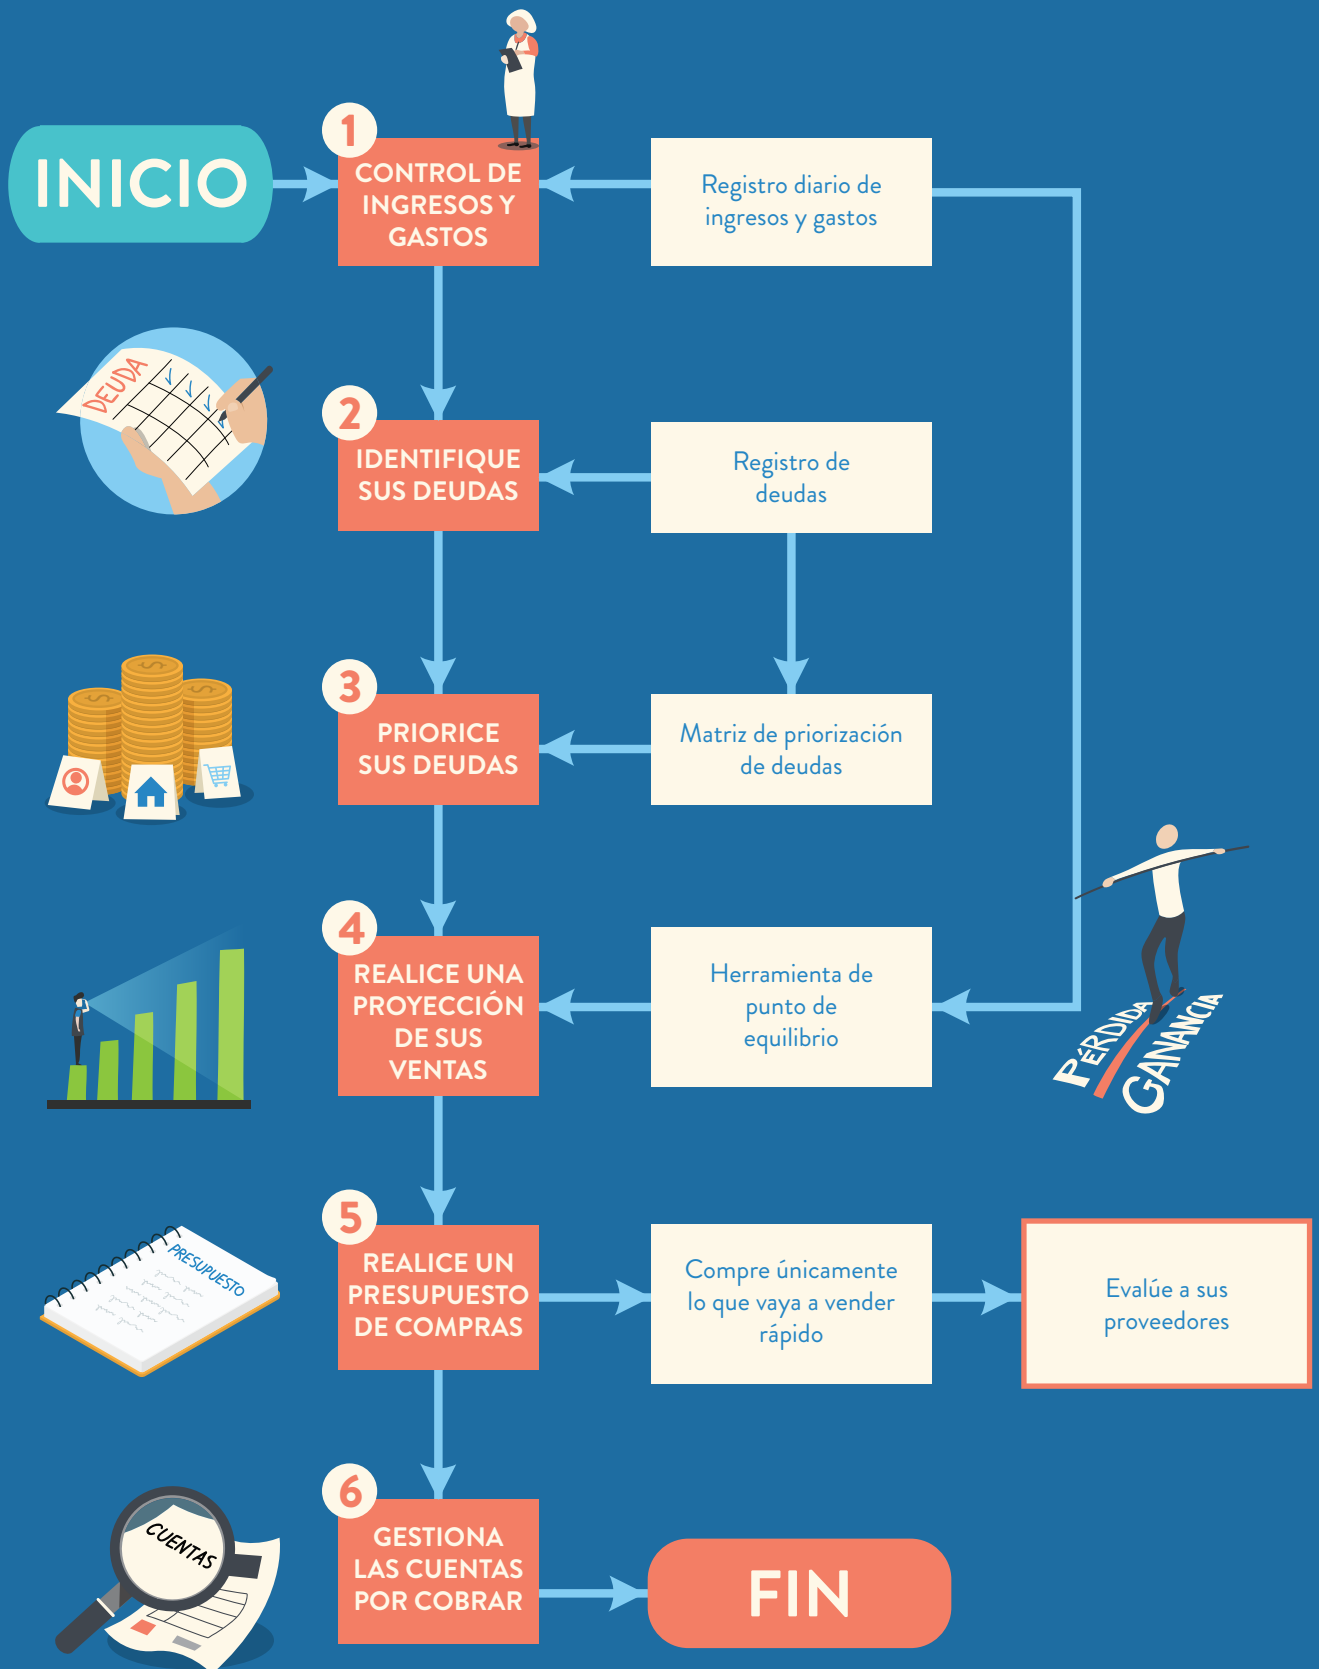 INICIO
1
CONTROL DE
INGRESOS Y
GASTOS
Registro diario de
ingresos y gastos
DEUDA
2
IDENTIFIQUE
SUS DEUDAS
Registro de
deudas
3
PRIORICE
SUS DEUDAS
Matriz de priorización
de deudas
4
REALICE UNA
PROYECCIÓN
DE SUS
VENTAS
Herramienta de
punto de
equilibrio
PÉRDIDA
GANANCIA
PRESUPUESTO
5
REALICE UN
PRESUPUESTO
DE COMPRAS
Compre únicamente
lo que vaya a vender
rápido
Evalúe a sus
proveedores
CUENTAS
6
GESTIONA
LAS CUENTAS
POR COBRAR
FIN